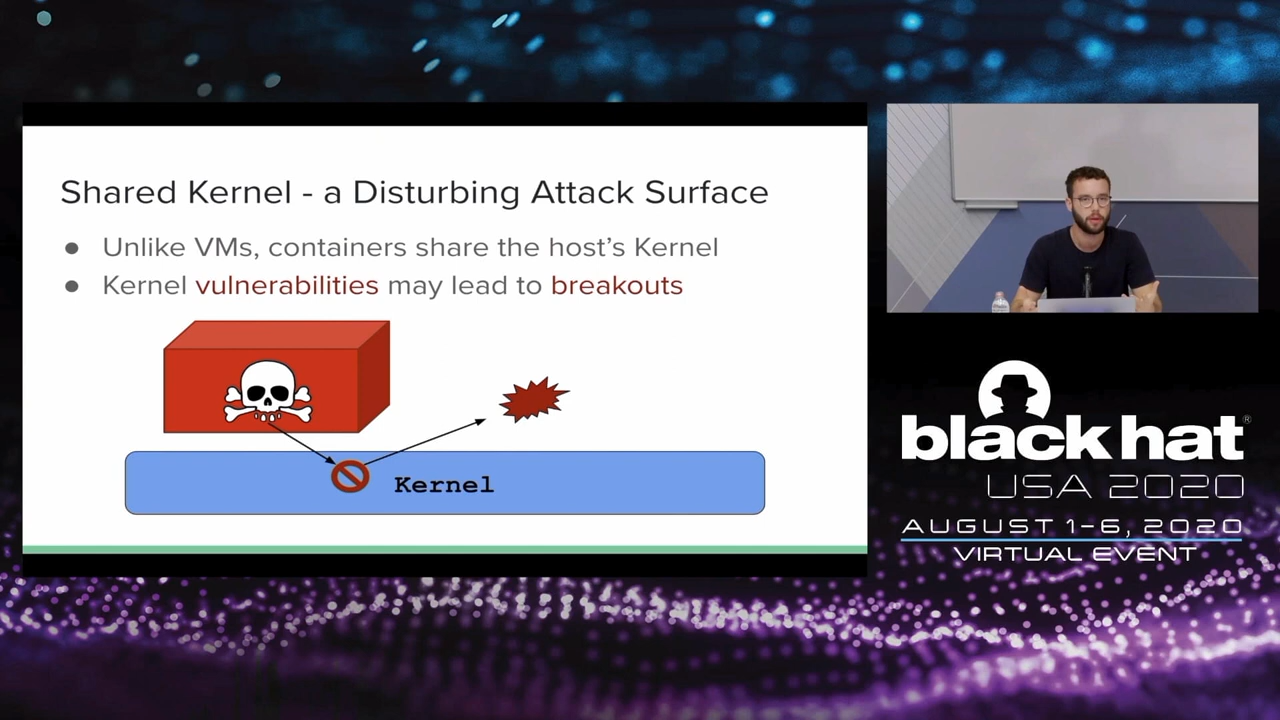 Shared Kernel - a Disturbing Attack Surface
● Unlike VMs, containers share the host's Kernel
● Kernel vulnerabilities may lead to breakouts
Kernel
black hat®
USA 2020
AUGUST 1-6, 2020
VIRTUAL EVENT